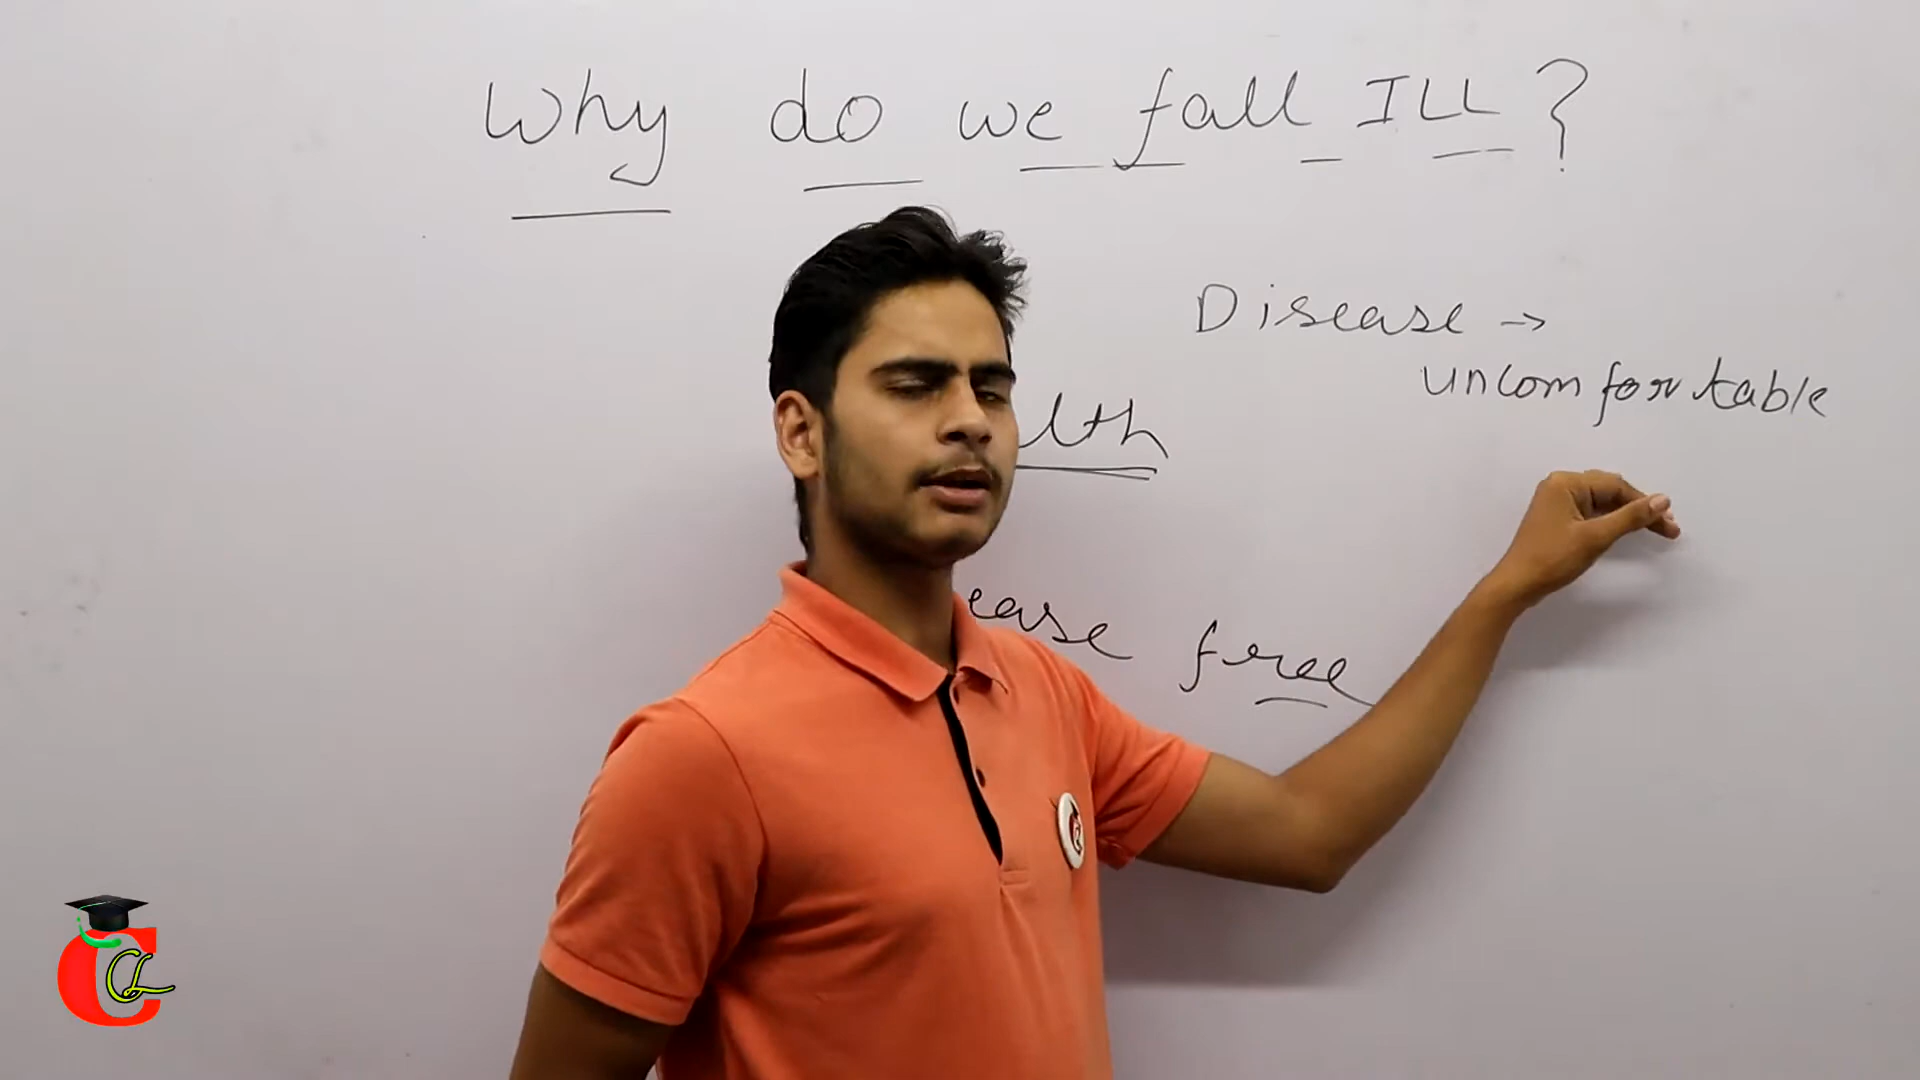 Why do we fall ILL ?
Disease →
uncomfortable
lth
ease free